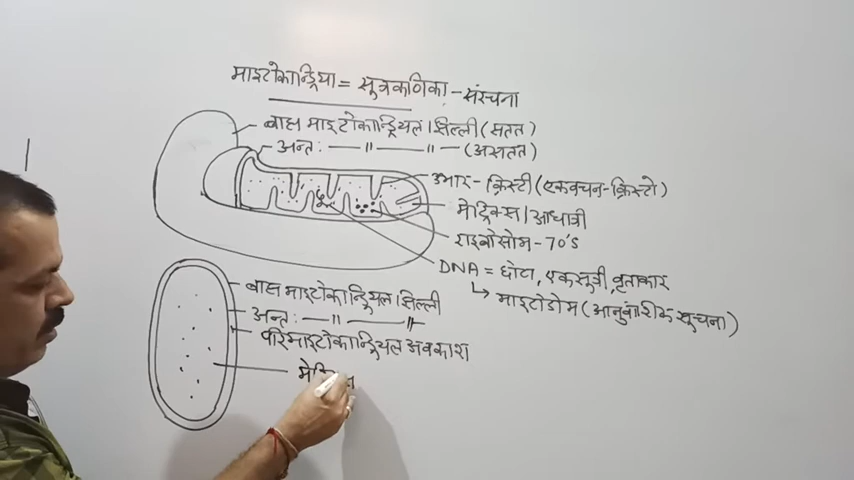 माइटोकाण्ड्रिया = सूत्रकणिका - संरचना
बाह्य माइटोकाण्ड्रियल झिल्ली (सतत)
अन्तः —— " —— " — (असतत)
उभार - क्रिस्टी (एकवचन - क्रिस्टो)
मेट्रिक्स / आधात्री
राइबोसोम - 70's
DNA = छोटा, एकसूत्री, वृताकार
↳ माइटोडोम (आनुवांशिक सूचना)
बाह्य माइटोकाण्ड्रियल झिल्ली
अन्तः —— " —— "
परिमाइटोकाण्ड्रियल अवकाश